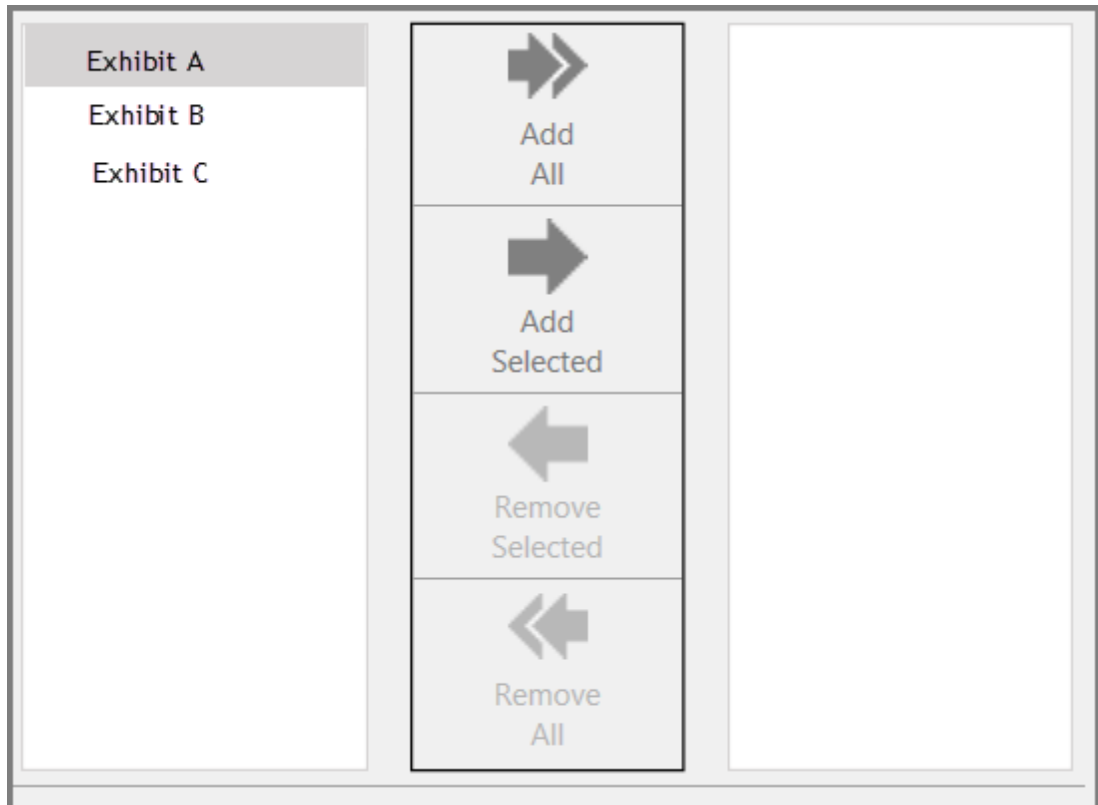 Exhibit A
Exhibit B
Exhibit C
Add
All
Add
Selected
Remove
Selected
Remove
All